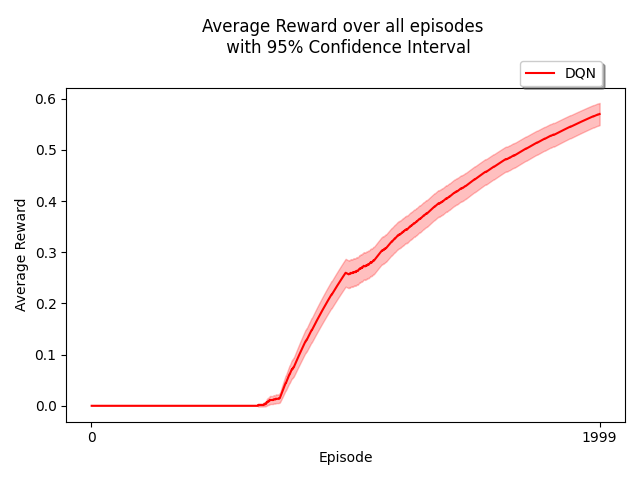 Average Reward over all episodes
with 95% Confidence Interval
DQN
0.6
0.5
0.4
0.3
0.2
0.1
0.0
Average Reward
0 1999
Episode